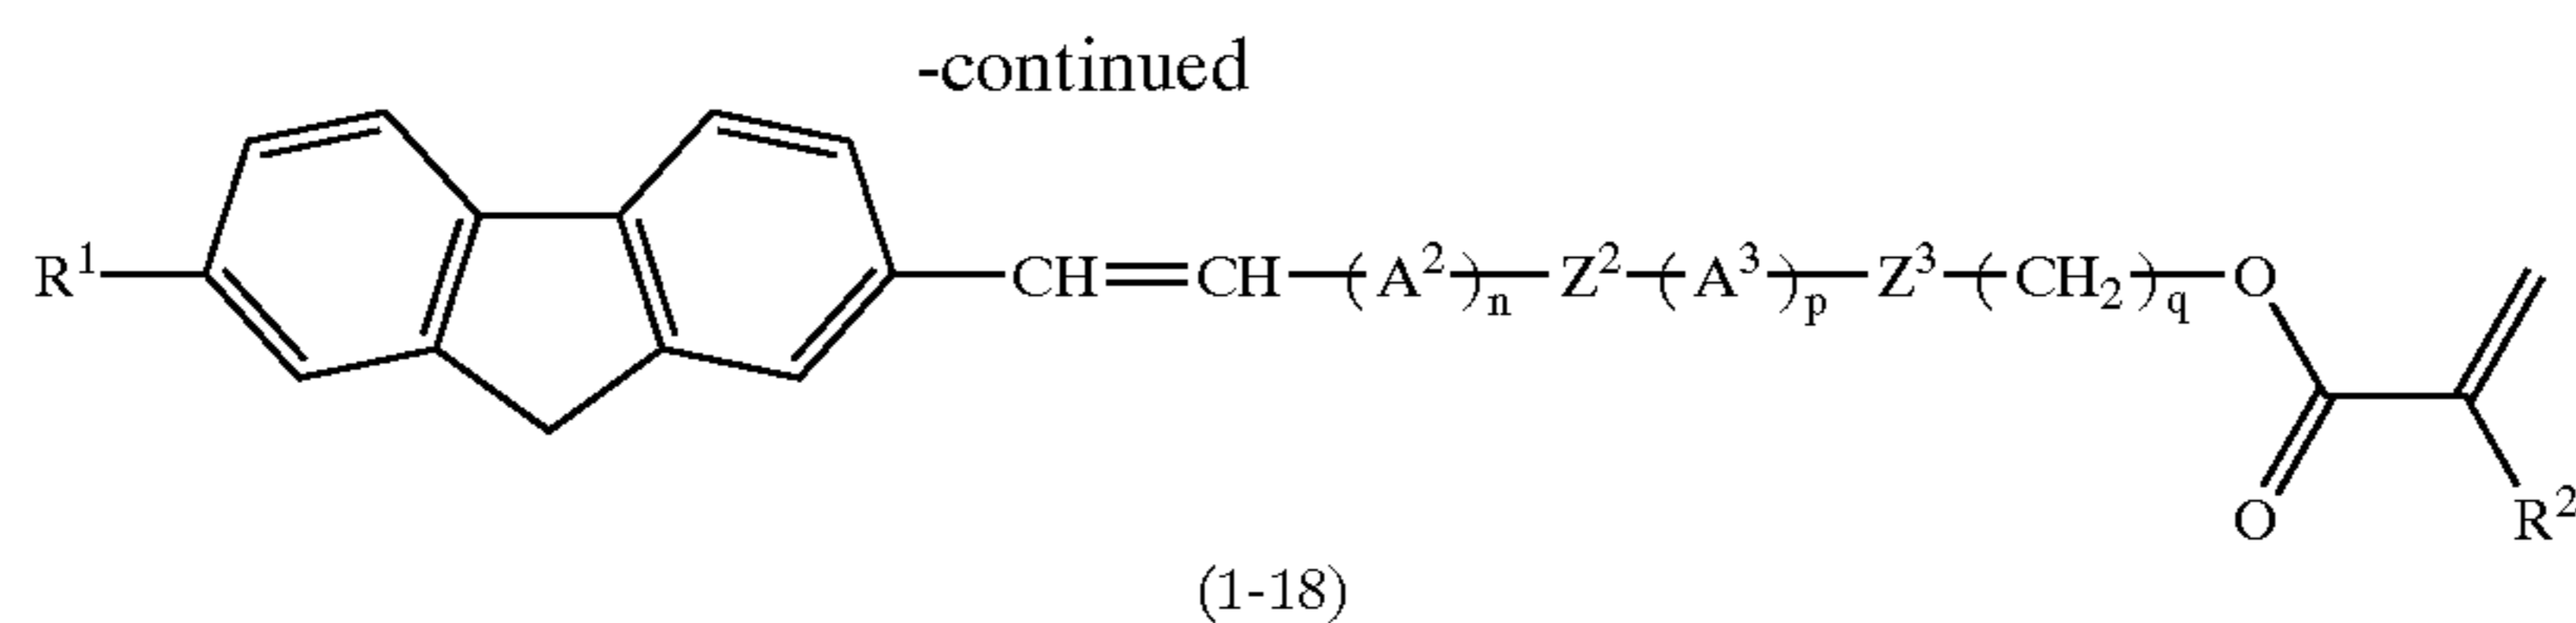 -continued
R¹ CH=CH-(A²)ₙ-Z²-(A³)ₚ-Z³-(CH₂)q-O
O R²
(1-18)